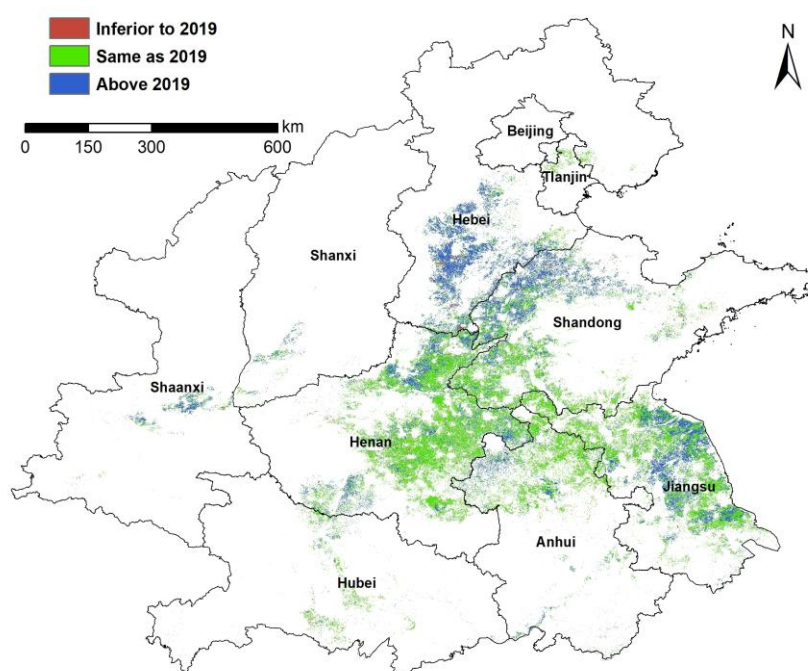 Inferior to 2019
Same as 2019
Above 2019
N
km
0 150 300 600
Beijing
TIanjin
Hebei
Shanxi
Shandong
Shaanxi
Henan
Jiangsu
Anhui
Hubei